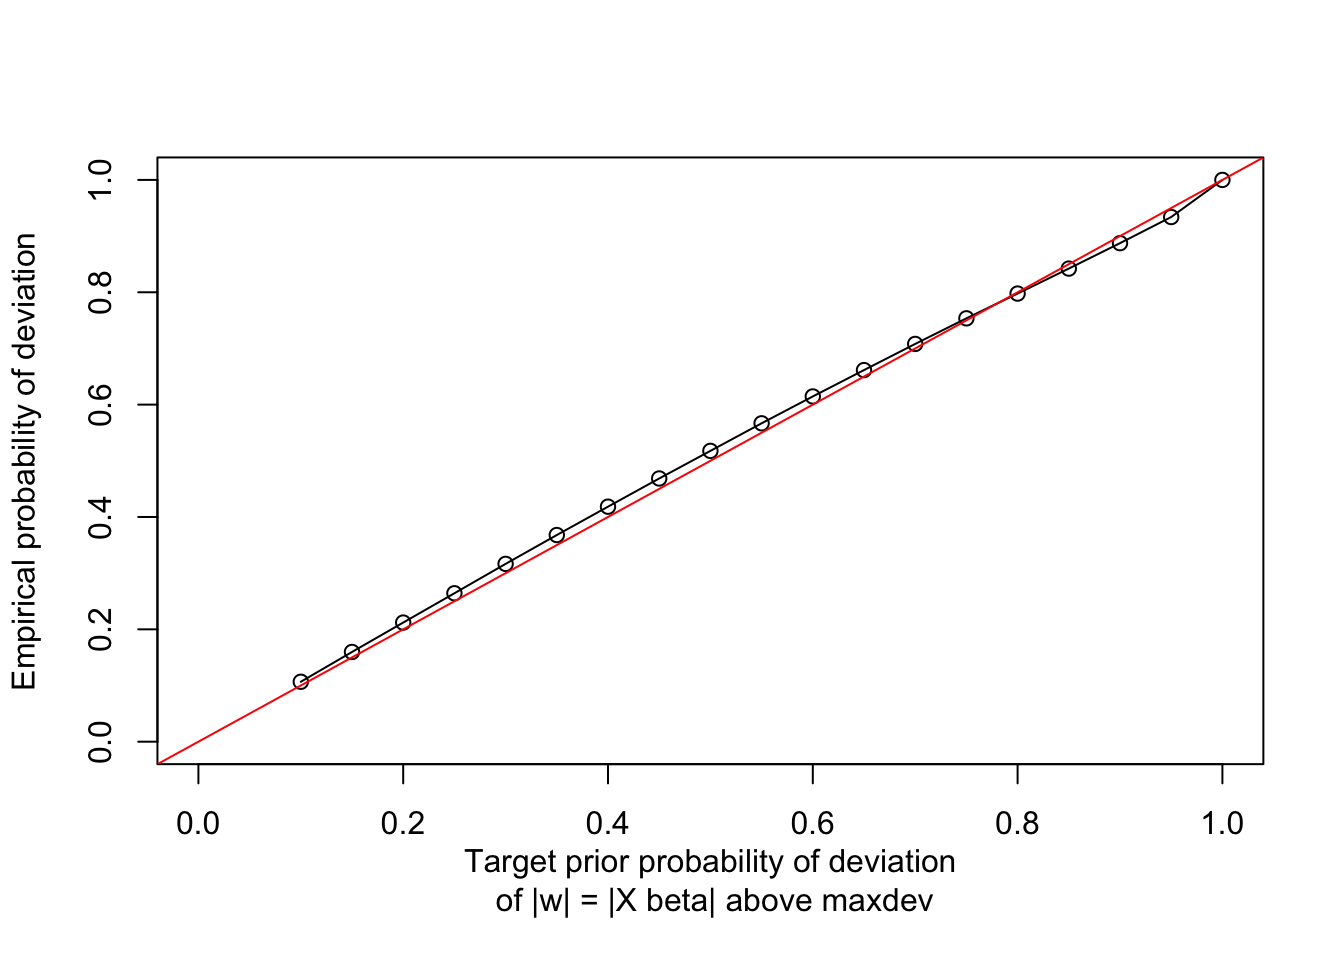 Empirical probability of deviation
1.0
0.8
0.6
0.4
0.2
0.0
0.0 0.2 0.4 0.6 0.8 1.0
Target prior probability of deviation
of |w| = |X beta| above maxdev